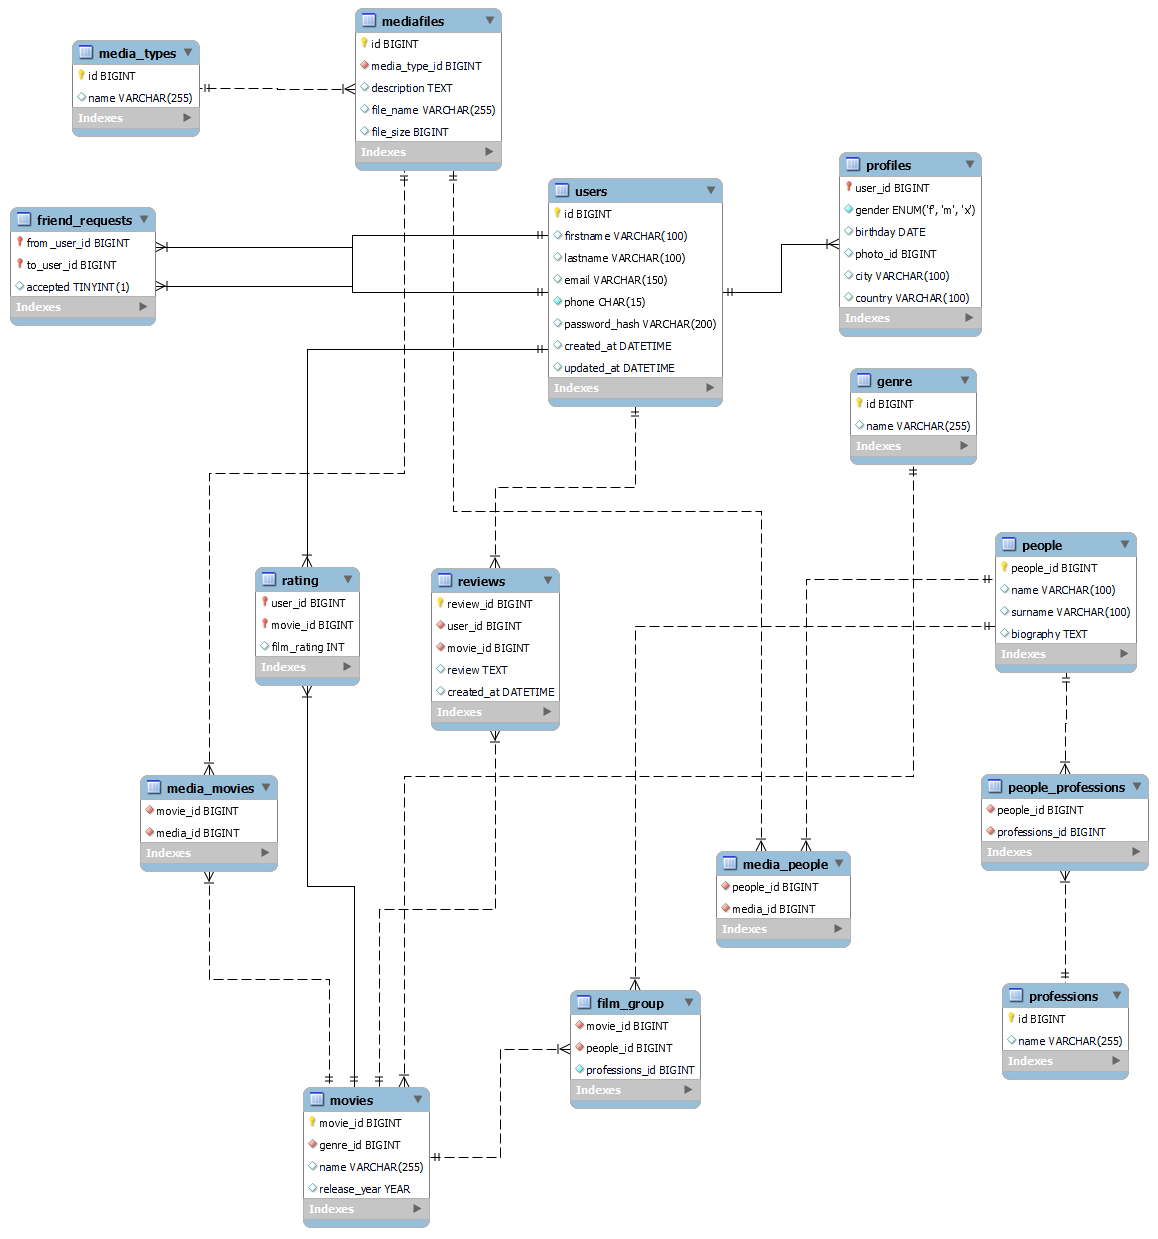 mediafiles
id BIGINT
media_type_id BIGINT
description TEXT
file_name VARCHAR(255)
file_size BIGINT
Indexes
media_types
id BIGINT
name VARCHAR(255)
Indexes
profiles
user_id BIGINT
gender ENUM('f', 'm', 'x')
birthday DATE
photo_id BIGINT
city VARCHAR(100)
country VARCHAR(100)
Indexes
users
id BIGINT
firstname VARCHAR(100)
lastname VARCHAR(100)
email VARCHAR(150)
phone CHAR(15)
password_hash VARCHAR(200)
created_at DATETIME
updated_at DATETIME
Indexes
friend_requests
from_user_id BIGINT
to_user_id BIGINT
accepted TINYINT(1)
Indexes
genre
id BIGINT
name VARCHAR(255)
Indexes
people
people_id BIGINT
name VARCHAR(100)
surname VARCHAR(100)
biography TEXT
Indexes
rating
user_id BIGINT
movie_id BIGINT
film_rating INT
Indexes
reviews
review_id BIGINT
user_id BIGINT
movie_id BIGINT
review TEXT
created_at DATETIME
Indexes
media_movies
movie_id BIGINT
media_id BIGINT
Indexes
people_professions
people_id BIGINT
professions_id BIGINT
Indexes
media_people
people_id BIGINT
media_id BIGINT
Indexes
film_group
movie_id BIGINT
people_id BIGINT
professions_id BIGINT
Indexes
professions
id BIGINT
name VARCHAR(255)
Indexes
movies
movie_id BIGINT
genre_id BIGINT
name VARCHAR(255)
release_year YEAR
Indexes